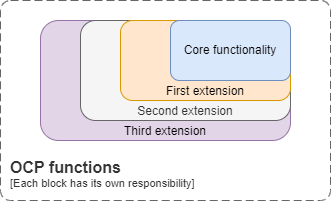 Core functionality
First extension
Second extension
Third extension
OCP functions
[Each block has its own responsibility]